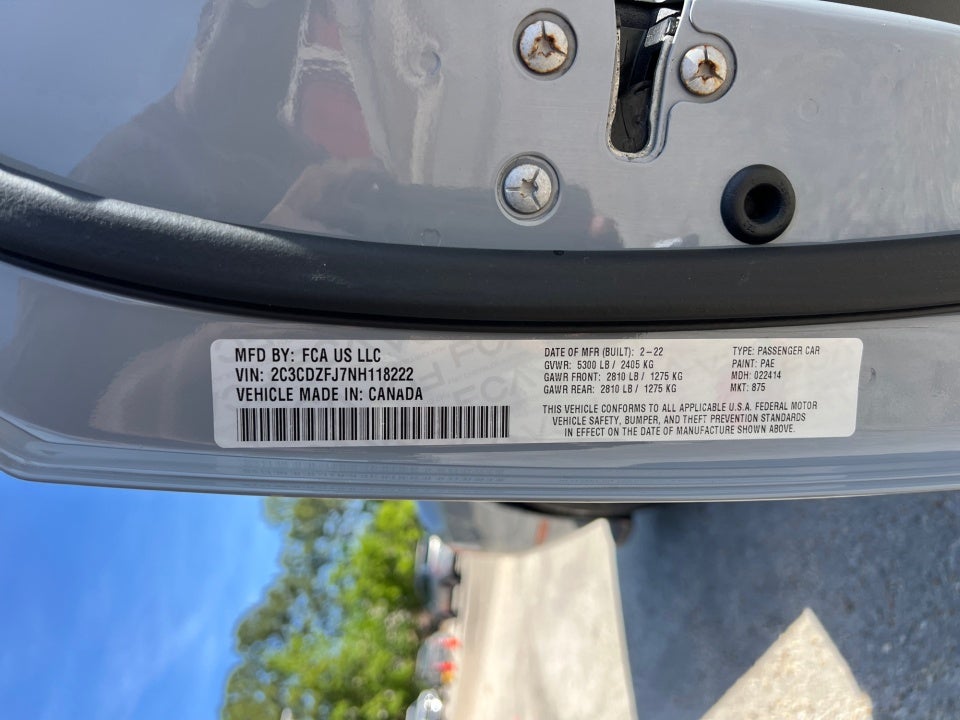 MFD BY: FCA US LLC
VIN: 2C3CDZFJ7NH118222
VEHICLE MADE IN: CANADA
DATE OF MFR (BUILT): 2-22
GVWR: 5300 LB / 2405 KG
GAWR FRONT: 2810 LB / 1275 KG
GAWR REAR: 2810 LB / 1275 KG
TYPE: PASSENGER CAR
PAINT: PAE
MDH: 022414
MKT: 875
THIS VEHICLE CONFORMS TO ALL APPLICABLE U.S.A. FEDERAL MOTOR
VEHICLE SAFETY, BUMPER, AND THEFT PREVENTION STANDARDS
IN EFFECT ON THE DATE OF MANUFACTURE SHOWN ABOVE.